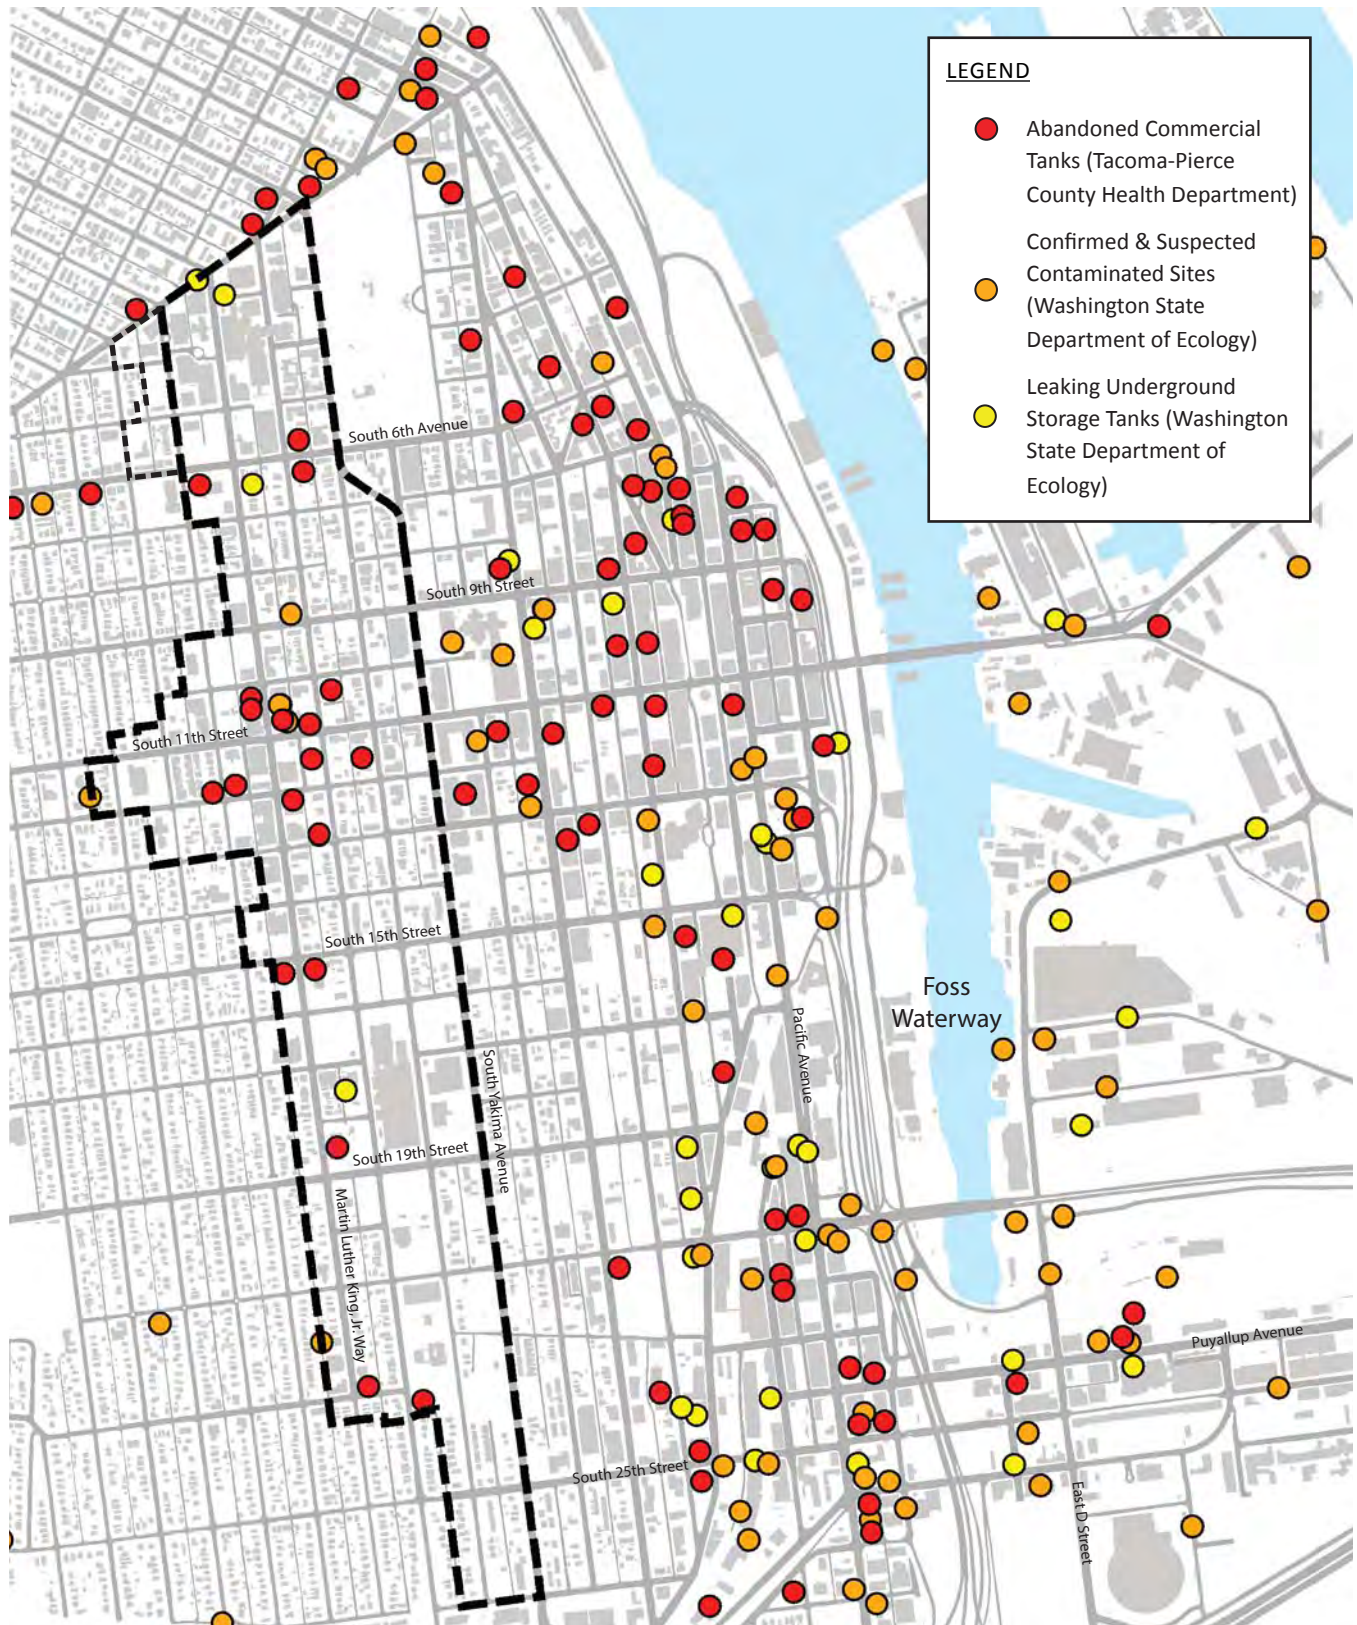 LEGEND
Abandoned Commercial
Tanks (Tacoma-Pierce
County Health Department)
Confirmed & Suspected
Contaminated Sites
(Washington State
Department of Ecology)
Leaking Underground
Storage Tanks (Washington
State Department of
Ecology)
South 6th Avenue
South 9th Street
South 11th Street
South 15th Street
Foss
Waterway
Pacific Avenue
South Yakima Avenue
South 19th Street
Martin Luther King, Jr. Way
Puyallup Avenue
South 25th Street
East D Street